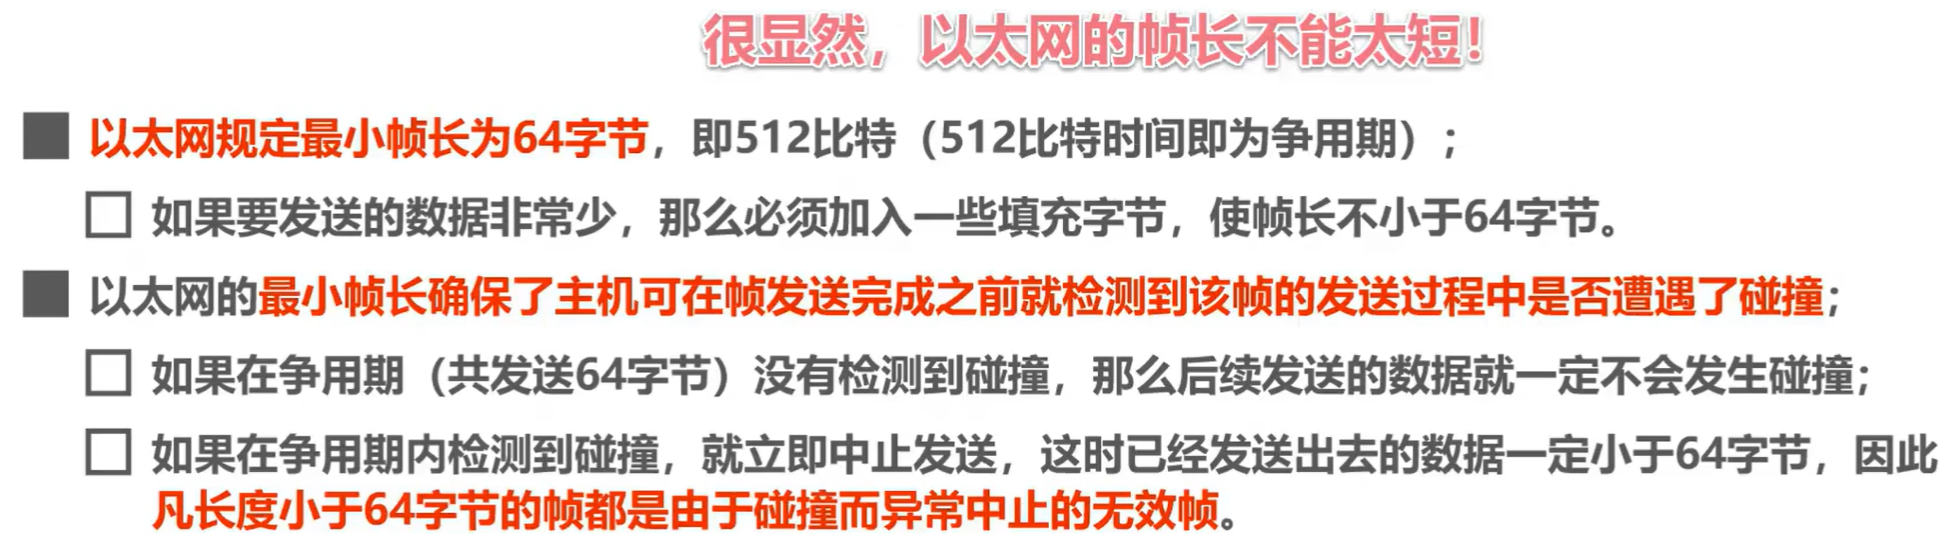 很显然，以太网的帧长不能太短！
以太网规定最小帧长为64字节，即512比特（512比特时间即为争用期）；
如果要发送的数据非常少，那么必须加入一些填充字节，使帧长不小于64字节。
以太网的最小帧长确保了主机可在帧发送完成之前就检测到该帧的发送过程中是否遭遇了碰撞；
如果在争用期（共发送64字节）没有检测到碰撞，那么后续发送的数据就一定不会发生碰撞；
如果在争用期内检测到碰撞，就立即中止发送，这时已经发送出去的数据一定小于64字节，因此
凡长度小于64字节的帧都是由于碰撞而异常中止的无效帧。